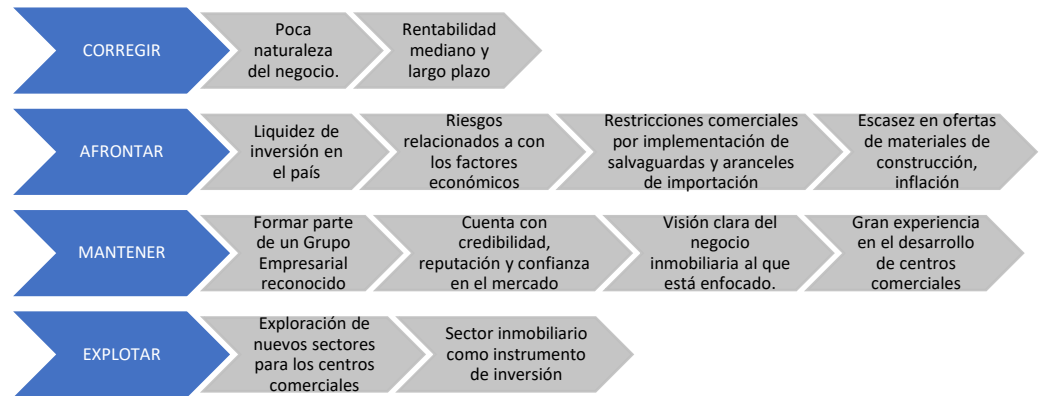 CORREGIR
Poca
naturaleza
del negocio.
Rentabilidad
mediano y
largo plazo
AFRONTAR
Liquidez de
inversión en
el país
Riesgos
relacionados a con
los factores
económicos
Restricciones comerciales
por implementación de
salvaguardas y aranceles
de importación
Escasez en ofertas
de materiales de
construcción,
inflación
MANTENER
Formar parte
de un Grupo
Empresarial
reconocido
Cuenta con
credibilidad,
reputación y confianza
en el mercado
Visión clara del
negocio
inmobiliaria al que
está enfocado.
Gran experiencia
en el desarrollo
de centros
comerciales
EXPLOTAR
Exploración de
nuevos sectores
para los centros
comerciales
Sector inmobiliario
como instrumento
de inversión